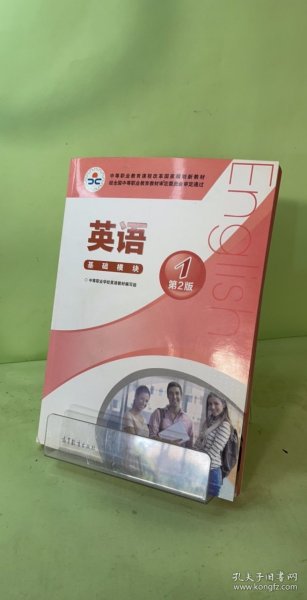 中等职业教育课程改革国家规划新教材
经全国中等职业教育教材审定委员会审定通过
English
英语
基础模块
1
第2版
中等职业学校英语教材编写组
高等教育出版社
孔夫子旧书网